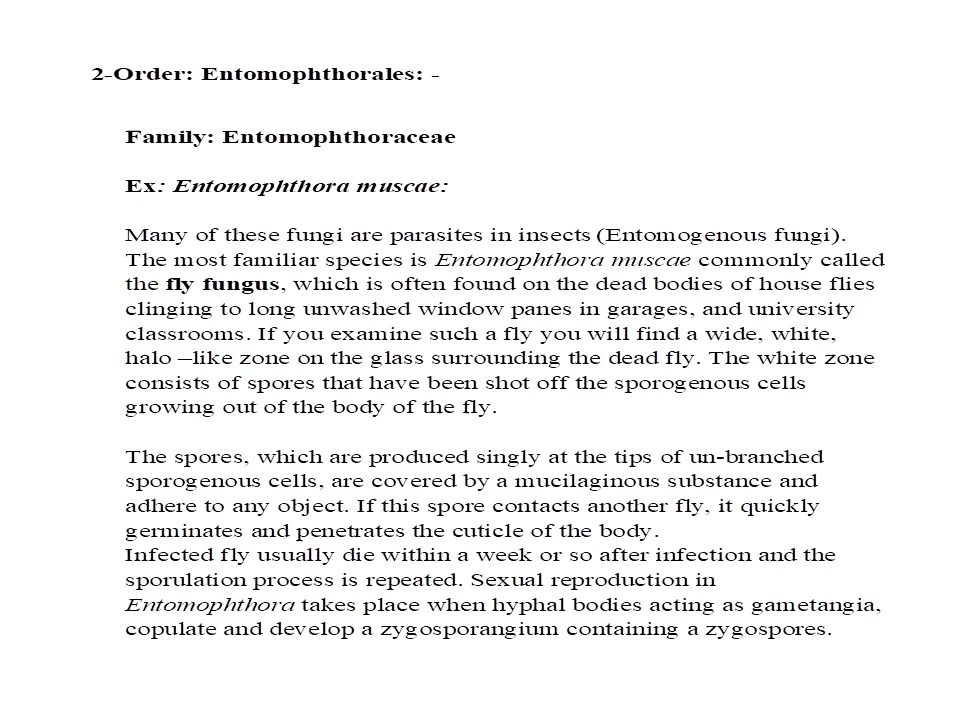 2-Order: Entomophthorales: -
Family: Entomophthoraceae
Ex: Entomophthora muscae:
Many of these fungi are parasites in insects (Entomogenous fungi).
The most familiar species is Entomophthora muscae commonly called
the fly fungus, which is often found on the dead bodies of house flies
clinging to long unwashed window panes in garages, and university
classrooms. If you examine such a fly you will find a wide, white,
halo –like zone on the glass surrounding the dead fly. The white zone
consists of spores that have been shot off the sporogenous cells
growing out of the body of the fly.
The spores, which are produced singly at the tips of un-branched
sporogenous cells, are covered by a mucilaginous substance and
adhere to any object. If this spore contacts another fly, it quickly
germinates and penetrates the cuticle of the body.
Infected fly usually die within a week or so after infection and the
sporulation process is repeated. Sexual reproduction in
Entomophthora takes place when hyphal bodies acting as gametangia,
copulate and develop a zygosporangium containing a zygospores.